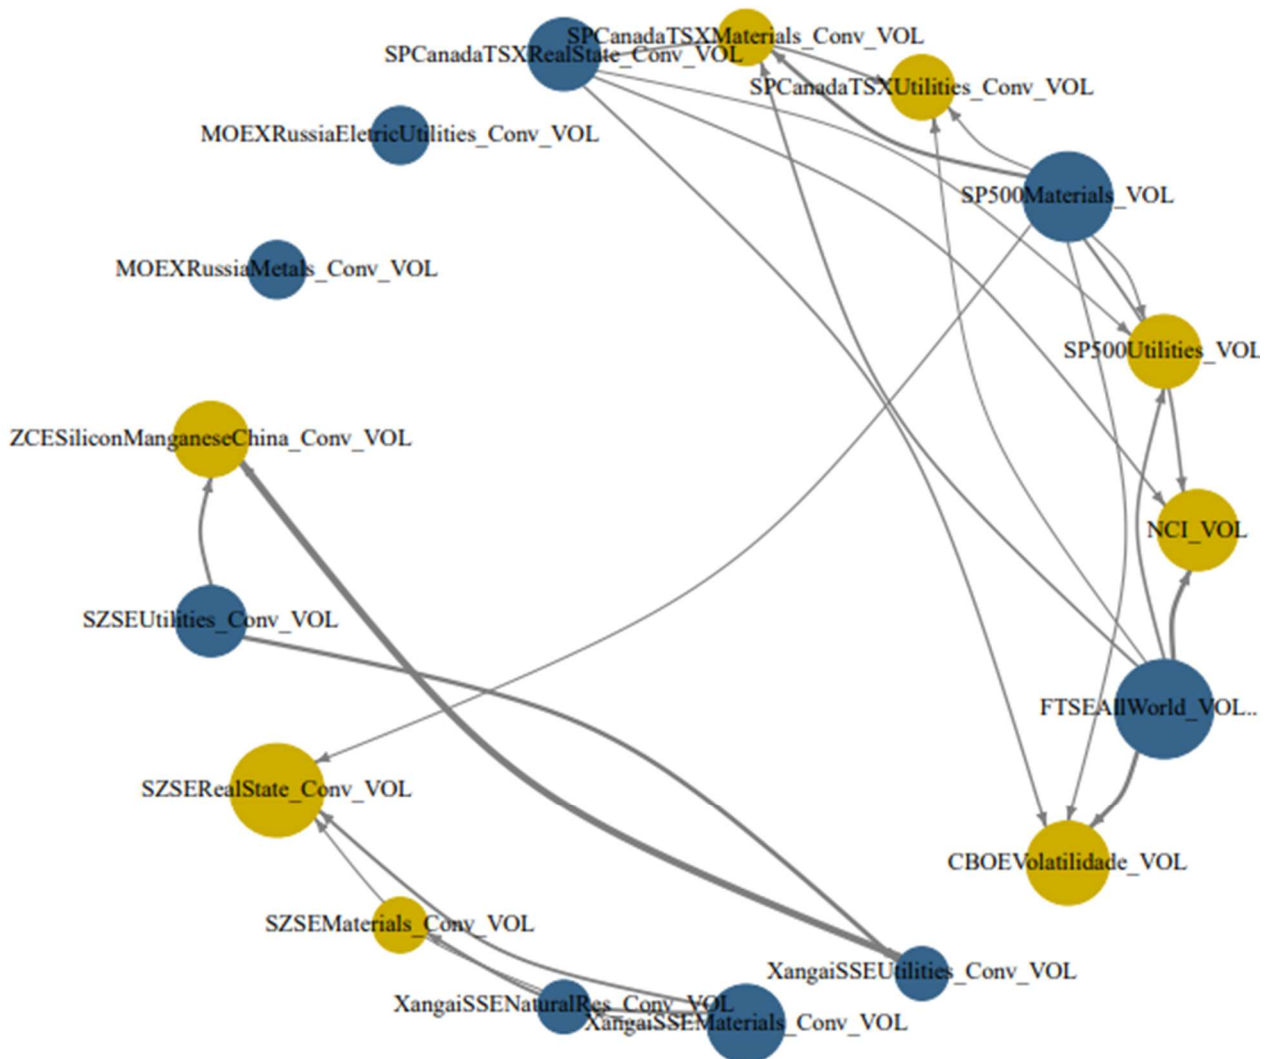 SPCanadaTSXMaterials_Conv_VOL
SPCanadaTSXRealState_Conv_VOL
SPCanadaTSXUtilities_Conv_VOL
MOEXRussiaEletricUtilities_Conv_VOL
SP500Materials_VOL
MOEXRussiaMetals_Conv_VOL
SP500Utilities_VOL
ZCESiliconManganeseChina_Conv_VOL
NCI_VOL
SZSEUtilities_Conv_VOL
FTSEAllWorld_VOL..
SZSERealState_Conv_VOL
CBOEVolatilidade_VOL
SZSEMaterials_Conv_VOL
XangaiSSEUtilities_Conv_VOL
XangaiSSENaturalRes_Conv_VOL
XangaiSSEMaterials_Conv_VOL